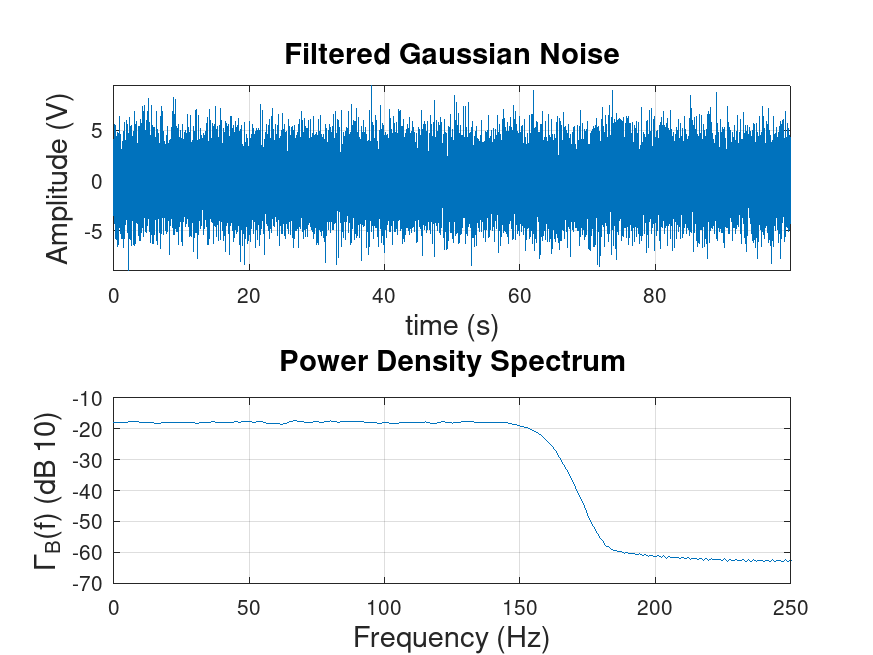 Filtered Gaussian Noise
Amplitude (V)
5
0
-5
0 20 40 60 80
time (s)
Power Density Spectrum
Γ_B(f) (dB 10)
-10
-20
-30
-40
-50
-60
-70
0 50 100 150 200 250
Frequency (Hz)